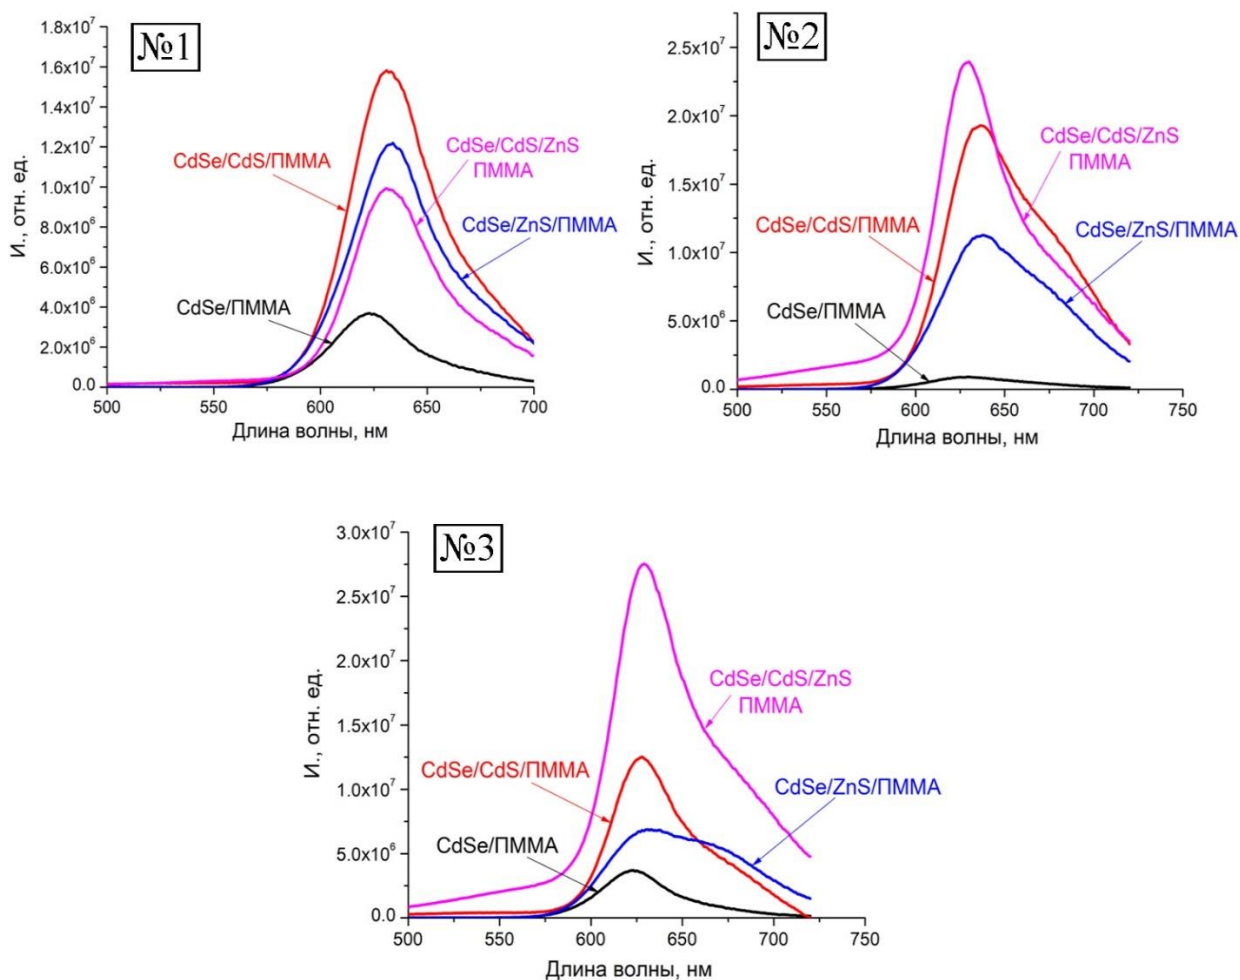 №1
1.8x10⁷
1.6x10⁷
1.4x10⁷
1.2x10⁷
1.0x10⁷
8.0x10⁶
6.0x10⁶
4.0x10⁶
2.0x10⁶
0.0
И., отн. ед.
CdSe/CdS/ПММА
CdSe/CdS/ZnS
ПММА
CdSe/ZnS/ПММА
CdSe/ПММА
500 550 600 650 700
Длина волны, нм
№2
2.5x10⁷
2.0x10⁷
1.5x10⁷
1.0x10⁷
5.0x10⁶
0.0
И., отн. ед.
CdSe/CdS/ZnS
ПММА
CdSe/CdS/ПММА
CdSe/ZnS/ПММА
CdSe/ПММА
500 550 600 650 700 750
Длина волны, нм
№3
3.0x10⁷
2.5x10⁷
2.0x10⁷
1.5x10⁷
1.0x10⁷
5.0x10⁶
0.0
И., отн. ед.
CdSe/CdS/ZnS
ПММА
CdSe/CdS/ПММА
CdSe/ZnS/ПММА
CdSe/ПММА
500 550 600 650 700 750
Длина волны, нм